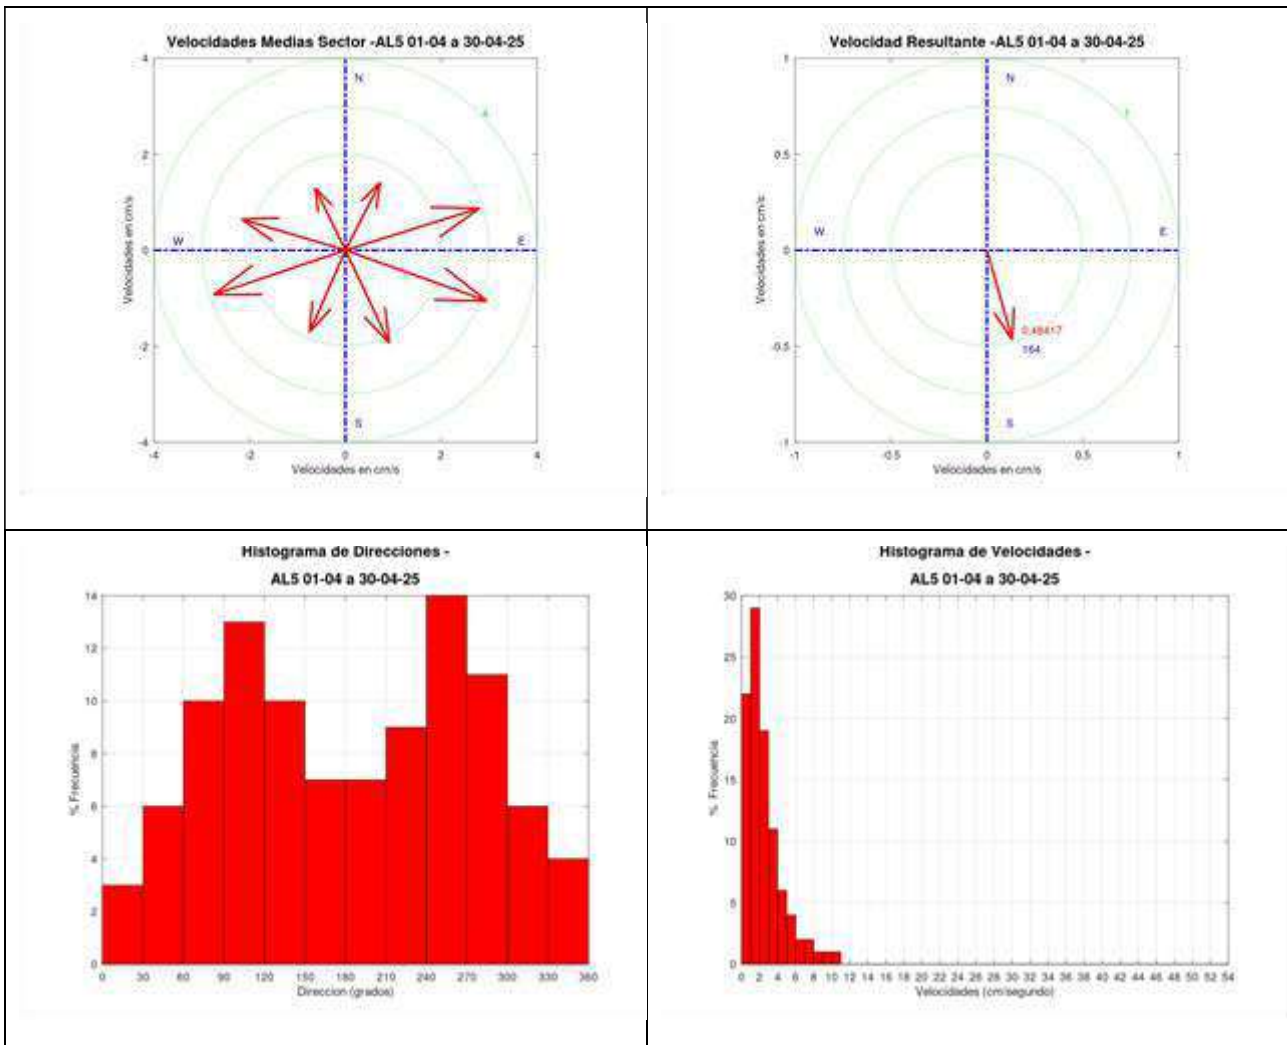 Velocidades Medias Sector -AL5 01-04 a 30-04-25
4
N
4
2
Velocidades en cm/s
W
0
E
-2
S
-4
-4 -2 0 2 4
Velocidades en cm/s
Velocidad Resultante -AL5 01-04 a 30-04-25
1
N
1
0.5
Velocidades en cm/s
W
0
E
0.48417
164
-0.5
S
-1
-1 -0.5 0 0.5 1
Velocidades en cm/s
Histograma de Direcciones -
AL5 01-04 a 30-04-25
14
12
10
8
% Frecuencia
6
4
2
0
0 30 60 90 120 150 180 210 240 270 300 330 360
Direccion (grados)
Histograma de Velocidades -
AL5 01-04 a 30-04-25
30
25
20
% Frecuencia
15
10
5
0
0 2 4 6 8 10 12 14 16 18 20 22 24 26 28 30 32 34 36 38 40 42 44 46 48 50 52 54
Velocidades (cm/segundo)